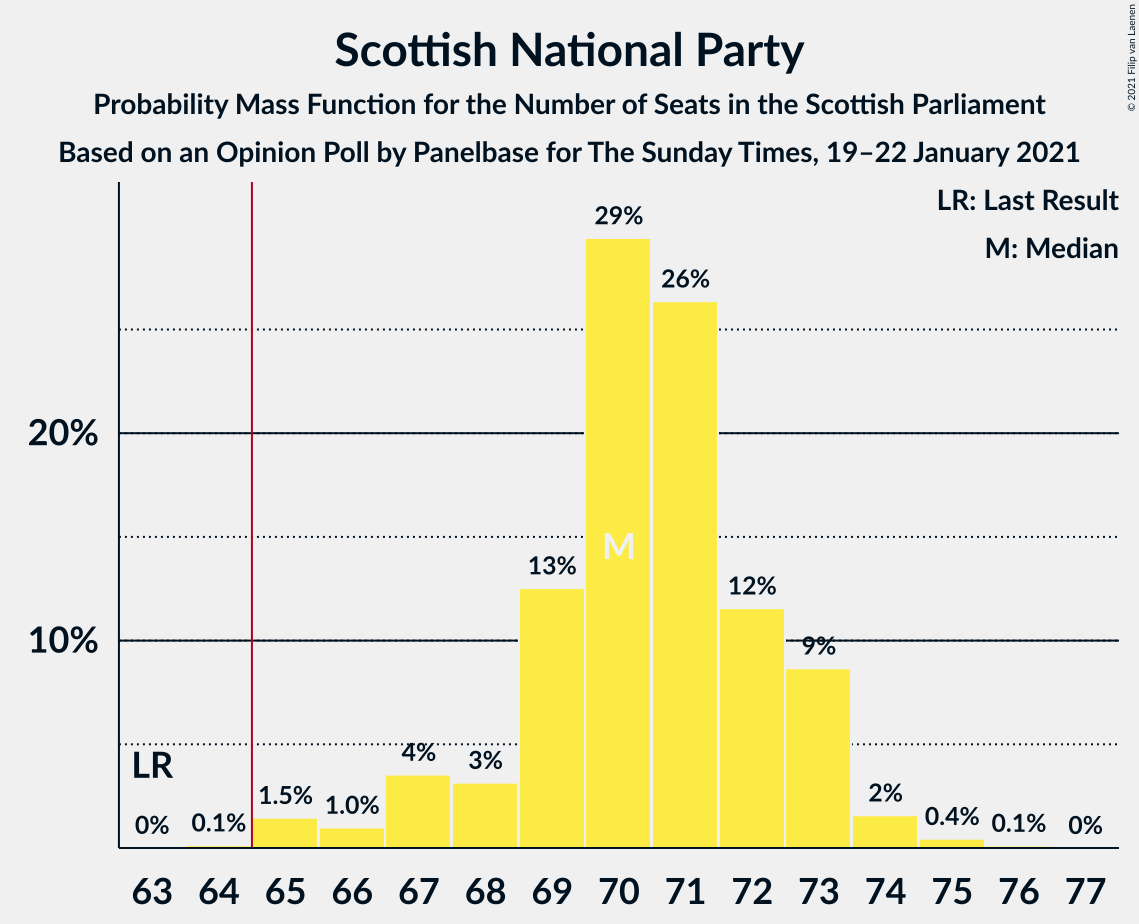 Scottish National Party
Probability Mass Function for the Number of Seats in the Scottish Parliament
Based on an Opinion Poll by Panelbase for The Sunday Times, 19–22 January 2021
© 2021 Filip van Laenen
LR: Last Result
M: Median
20%
10%
LR
M
0%
0.1%
1.5%
1.0%
4%
3%
13%
29%
26%
12%
9%
2%
0.4%
0.1%
0%
63 64 65 66 67 68 69 70 71 72 73 74 75 76 77